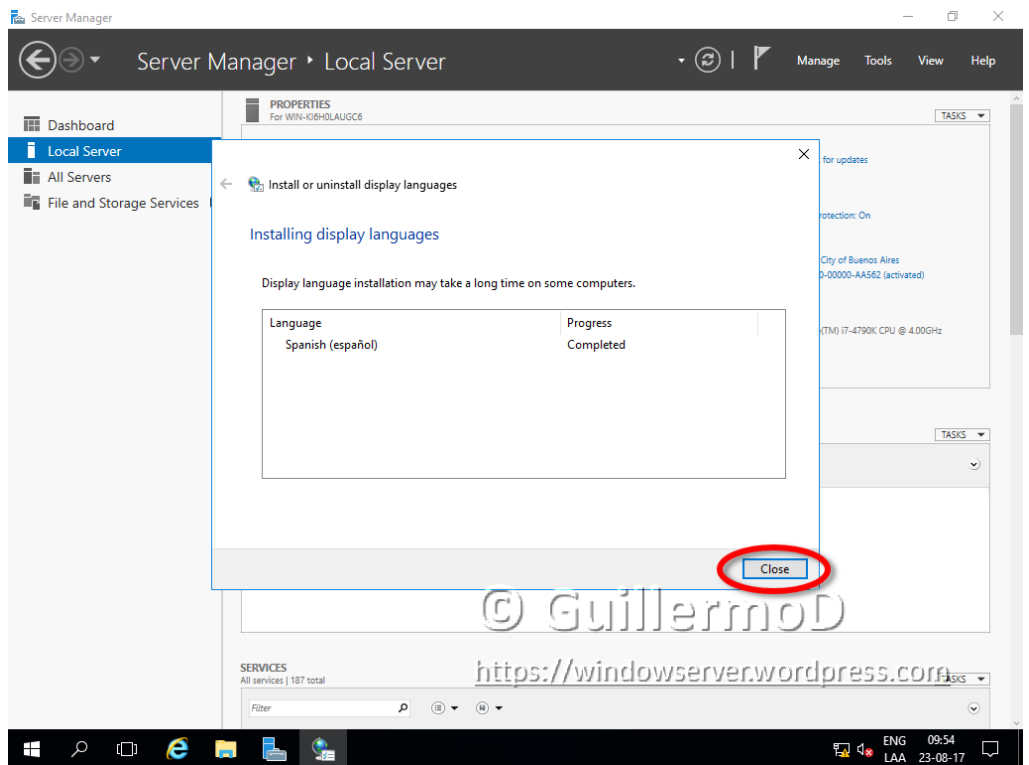 Server Manager
Server Manager ‣ Local Server
Manage Tools View Help
Dashboard
Local Server
All Servers
File and Storage Services
PROPERTIES
For WIN-KI6H0LAUGC6
TASKS
for updates
Install or uninstall display languages
rotection: On
Installing display languages
City of Buenos Aires
0-00000-AA562 (activated)
Display language installation may take a long time on some computers.
Language Progress
(TM) i7-4790K CPU @ 4.00GHz
Spanish (español) Completed
TASKS
Close
© GuillermoD
https://windowserver.wordpress.com
SERVICES
All services | 187 total
TASKS
Filter
ENG 09:54
LAA 23-08-17